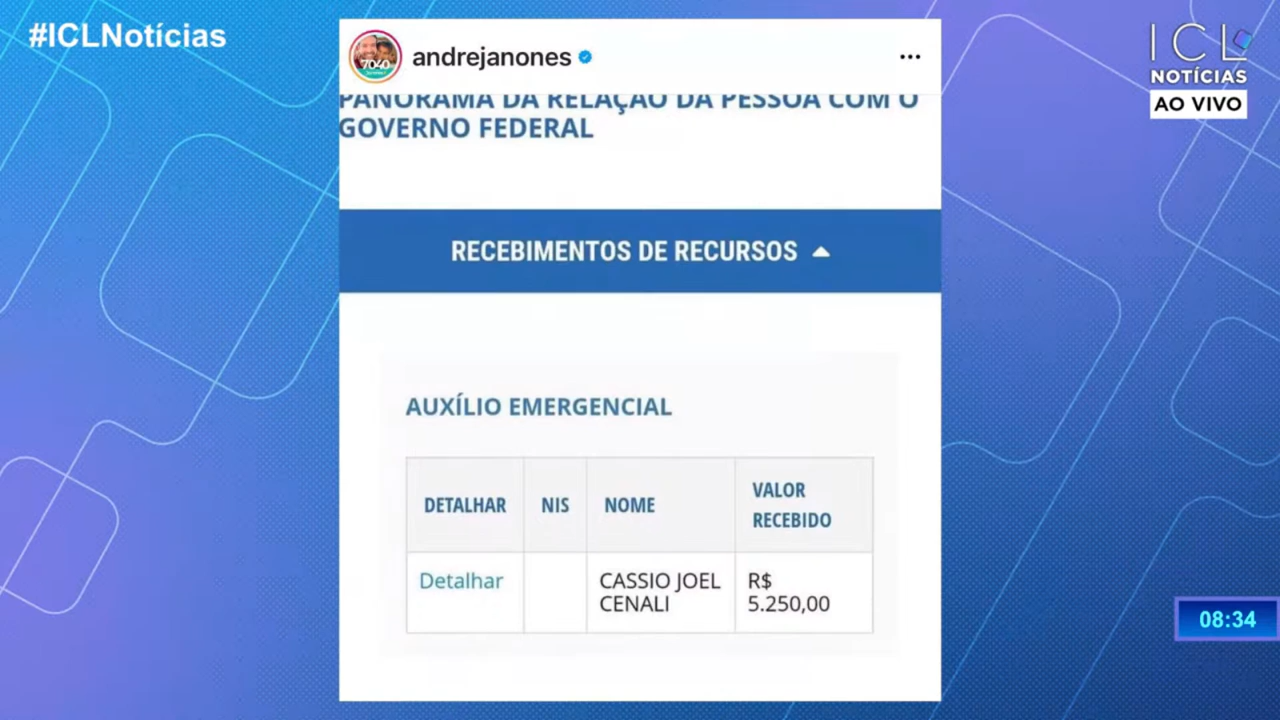 #ICLNotícias
7040
andrejanones
ICL
NOTÍCIAS
AO VIVO
PANORAMA DA RELAÇÃO DA PESSOA COM O
GOVERNO FEDERAL
RECEBIMENTOS DE RECURSOS
AUXÍLIO EMERGENCIAL
DETALHAR NIS NOME VALOR RECEBIDO
Detalhar CASSIO JOEL CENALI R$ 5.250,00
08:34